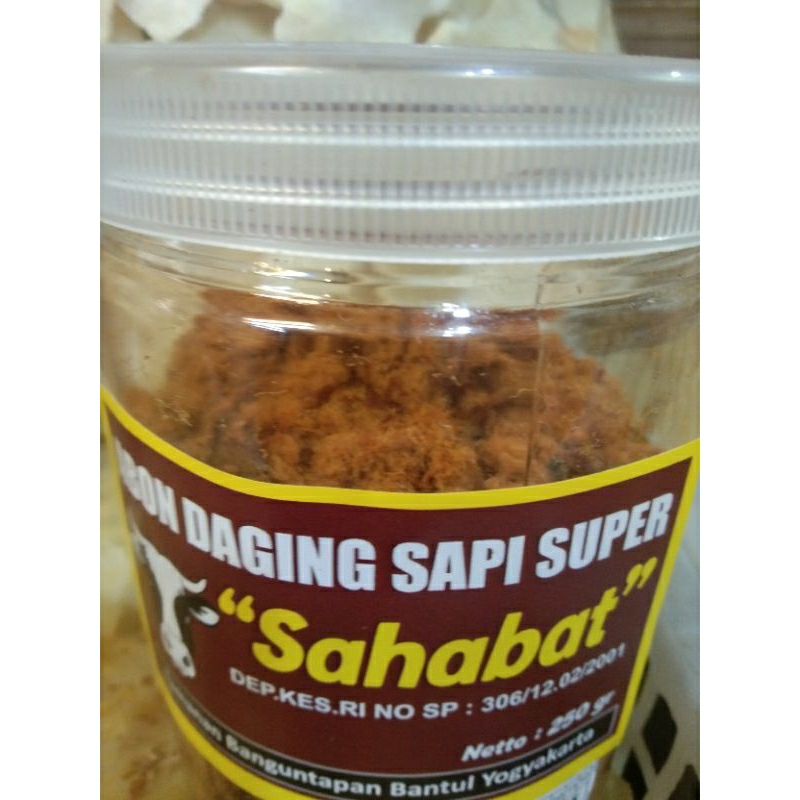 ABON DAGING SAPI SUPER
"Sahabat"
DEP.KES.RI NO SP : 306/12.02/2001
Netto : 250 gr
Banguntapan Bantul Yogyakarta